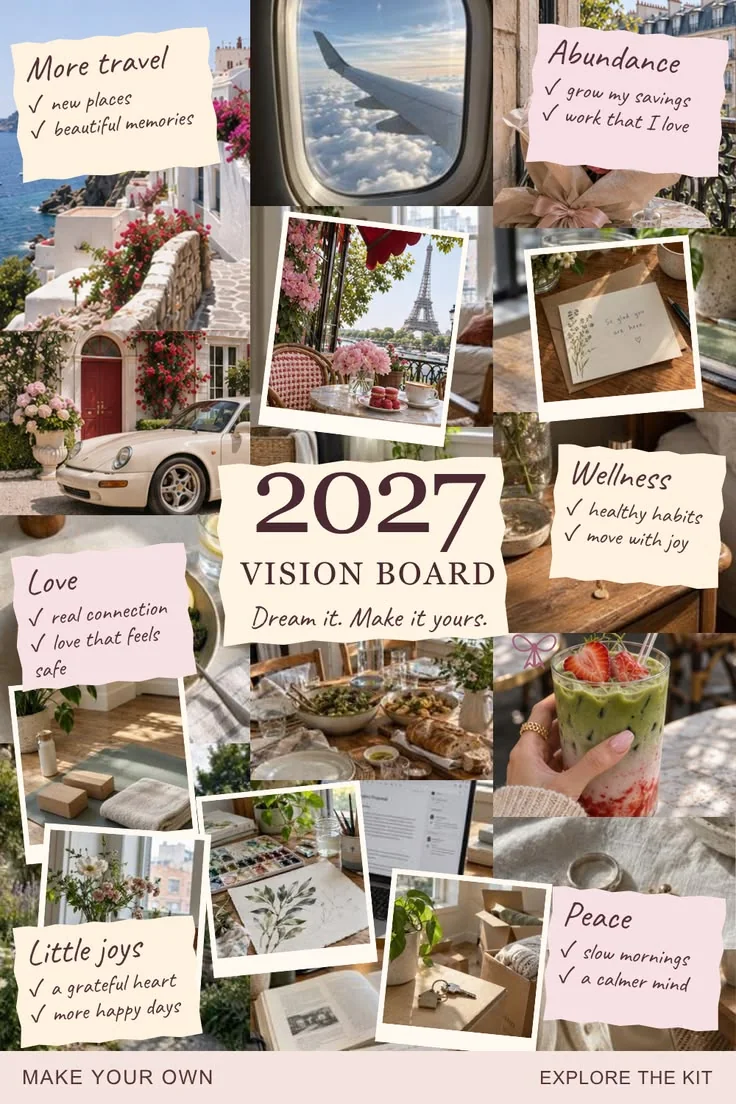 More travel
✓ new places
✓ beautiful memories
Abundance
✓ grow my savings
✓ work that I love
So glad you
are here.
2027
VISION BOARD
Dream it. Make it yours.
Wellness
✓ healthy habits
✓ move with joy
Love
✓ real connection
✓ love that feels
safe
Little joys
✓ a grateful heart
✓ more happy days
Peace
✓ slow mornings
✓ a calmer mind
MAKE YOUR OWN
EXPLORE THE KIT